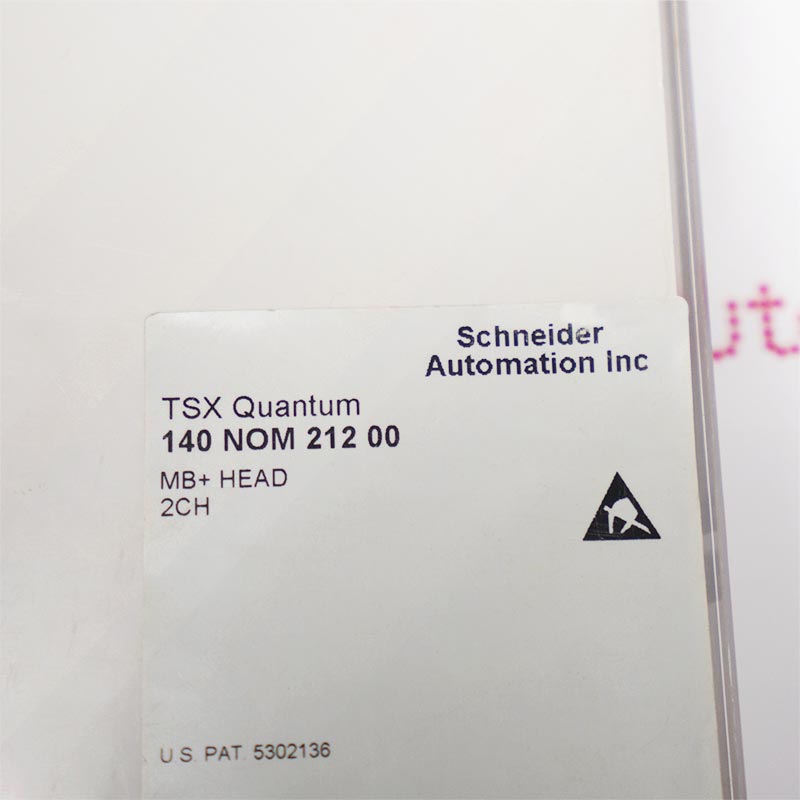 Schneider
Automation Inc
TSX Quantum
140 NOM 212 00
MB+ HEAD
2CH
U.S. PAT. 5302136